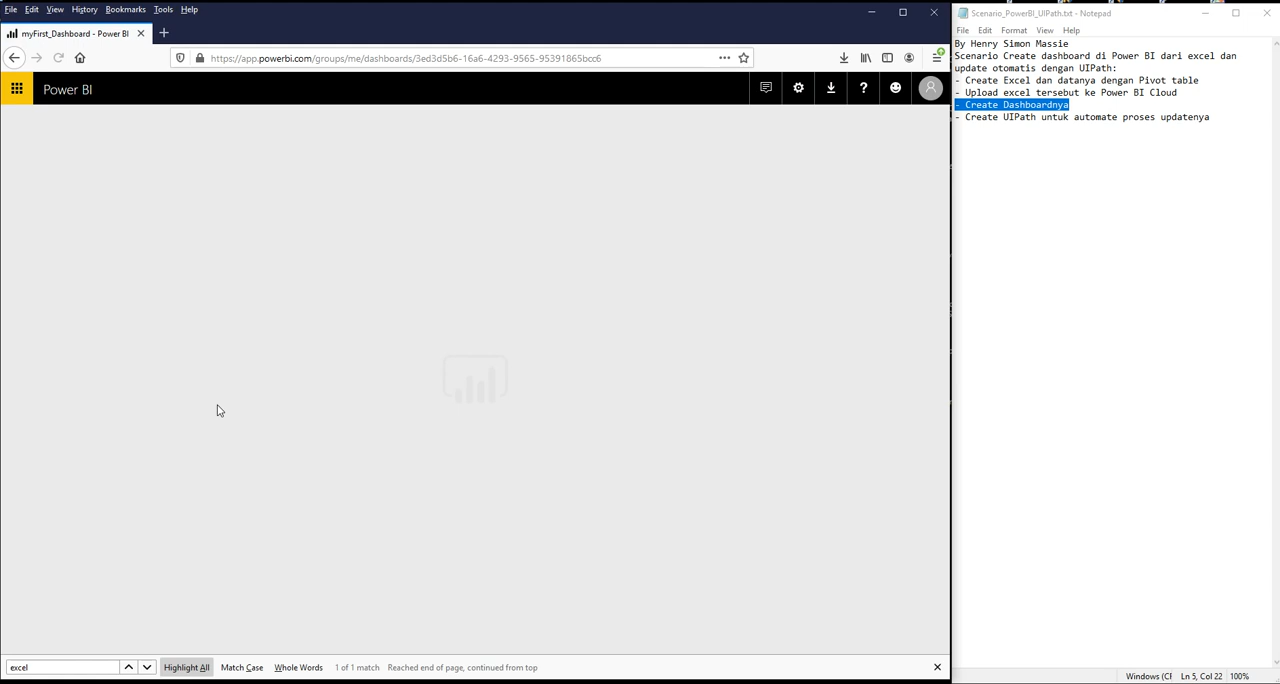 File Edit View History Bookmarks Tools Help
myFirst_Dashboard - Power BI
https://app.powerbi.com/groups/me/dashboards/3ed3d5b6-16a6-4293-9565-95391865bcc6
Power BI
excel
Highlight All Match Case Whole Words 1 of 1 match Reached end of page, continued from top
Scenario_PowerBI_UIPath.txt - Notepad
File Edit Format View Help
By Henry Simon Massie
Scenario Create dashboard di Power BI dari excel dan
update otomatis dengan UIPath:
- Create Excel dan datanya dengan Pivot table
- Upload excel tersebut ke Power BI Cloud
- Create Dashboardnya
- Create UIPath untuk automate proses updatenya
Windows (CF Ln 5, Col 22 100%